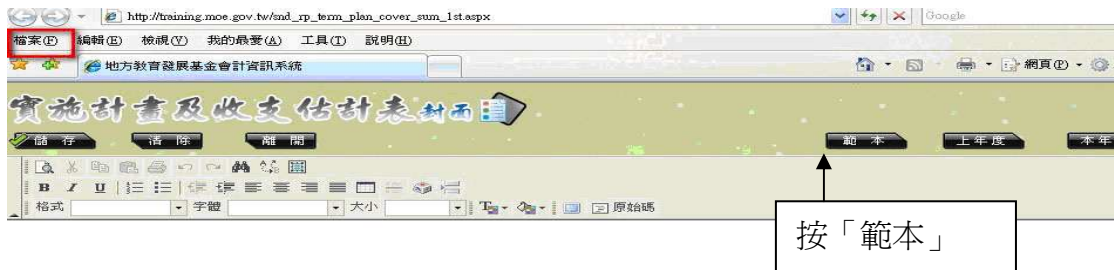 http://training.moe.gov.tw/snd_rp_term_plan_cover_sum_1st.aspx Google
檔案(F) 編輯(E) 檢視(V) 我的最愛(A) 工具(T) 說明(H)
地方教育發展基金會計資訊系統 網頁(P)
實施計畫及收支估計表封面
儲存 清除 離開 範本 上年度 本年
B I U
格式 字體 大小 原始碼
按「範本」